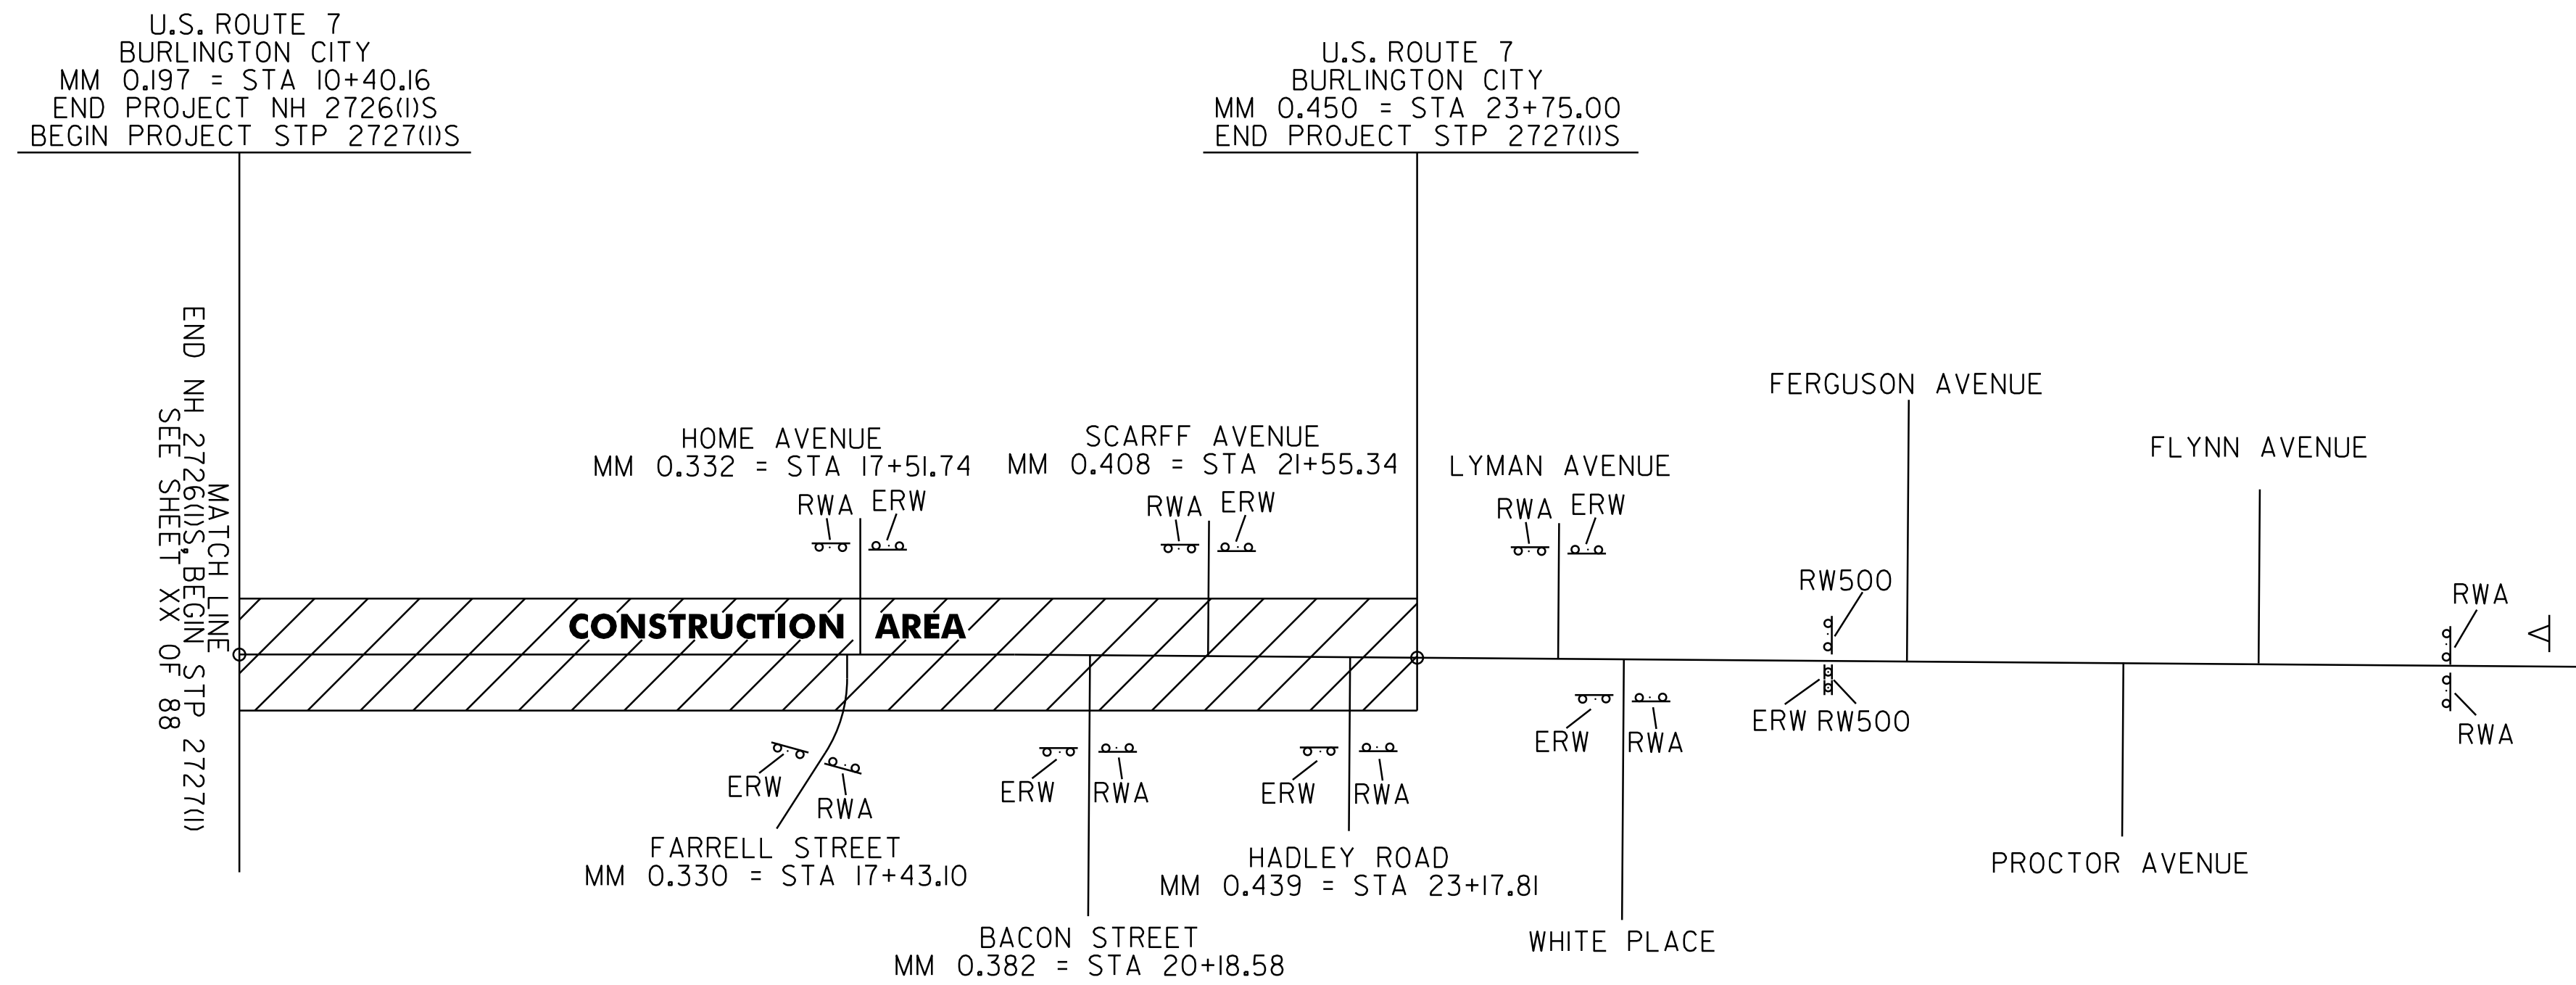 U.S. ROUTE 7
BURLINGTON CITY
MM 0.197 = STA 10+40.16
END PROJECT NH 2726(1)S
BEGIN PROJECT STP 2727(1)S
U.S. ROUTE 7
BURLINGTON CITY
MM 0.450 = STA 23+75.00
END PROJECT STP 2727(1)S
MATCH LINE
END NH 2726(1)S, BEGIN STP 2727(1)
SEE SHEET XX OF 88
HOME AVENUE
MM 0.332 = STA 17+51.74
RWA
ERW
SCARFF AVENUE
MM 0.408 = STA 21+55.34
RWA
ERW
LYMAN AVENUE
RWA
ERW
FERGUSON AVENUE
FLYNN AVENUE
RW500
RWA
A
CONSTRUCTION AREA
ERW
RWA
FARRELL STREET
MM 0.330 = STA 17+43.10
ERW
RWA
BACON STREET
MM 0.382 = STA 20+18.58
ERW
RWA
HADLEY ROAD
MM 0.439 = STA 23+17.81
ERW
RWA
WHITE PLACE
ERW
RW500
PROCTOR AVENUE
RWA